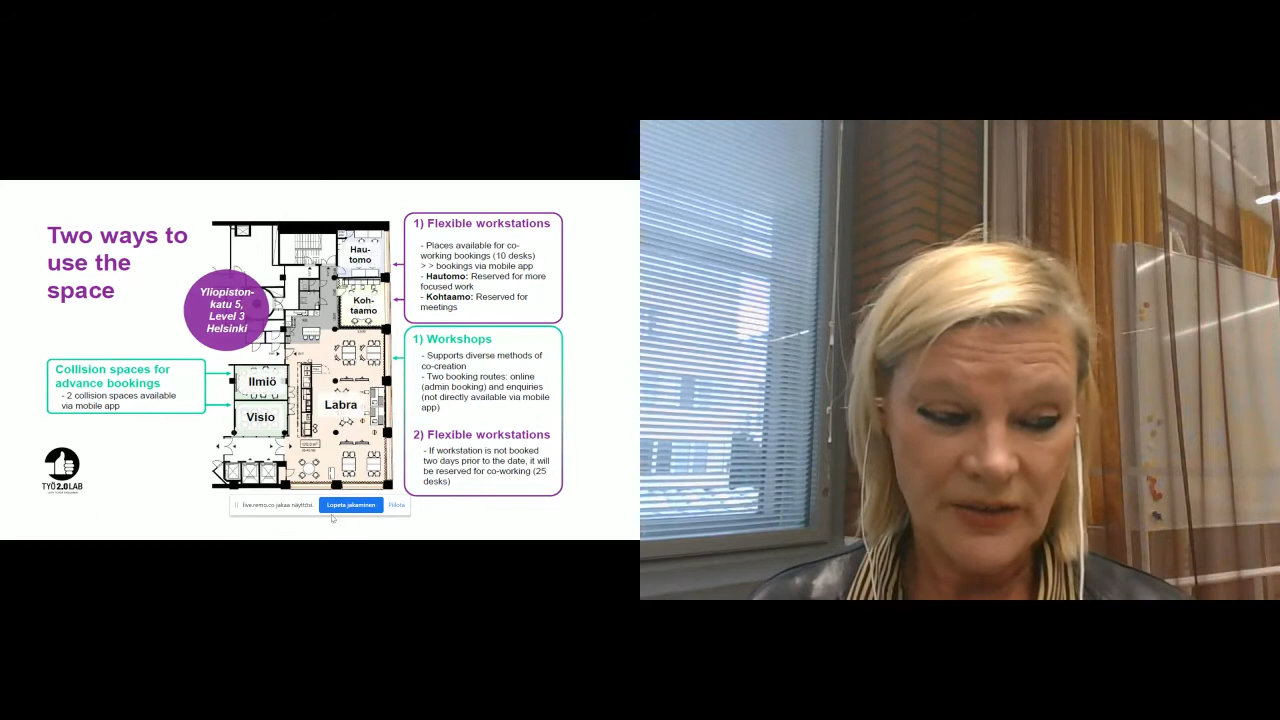 Two ways to
use the
space
Yliopiston-
katu 5,
Level 3
Helsinki
Collision spaces for
advance bookings
- 2 collision spaces available
via mobile app
TYÖ2.0LAB
Hau-
tomo
Koh-
taamo
Ilmiö
Visio
Labra
1) Flexible workstations
- Places available for co-
working bookings (10 desks)
> > bookings via mobile app
- Hautomo: Reserved for more
focused work
- Kohtaamo: Reserved for
meetings
1) Workshops
- Supports diverse methods of
co-creation
- Two booking routes: online
(admin booking) and enquiries
(not directly available via mobile
app)
2) Flexible workstations
- If workstation is not booked
two days prior to the date, it will
be reserved for co-working (25
desks)
live.remo.co jakaa näyttösi.
Lopeta jakaminen
Piilota